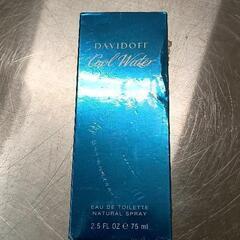 DAVIDOFF
Cool Water
EAU DE TOILETTE
NATURAL SPRAY
2.5 FL OZ ℮ 75 ml